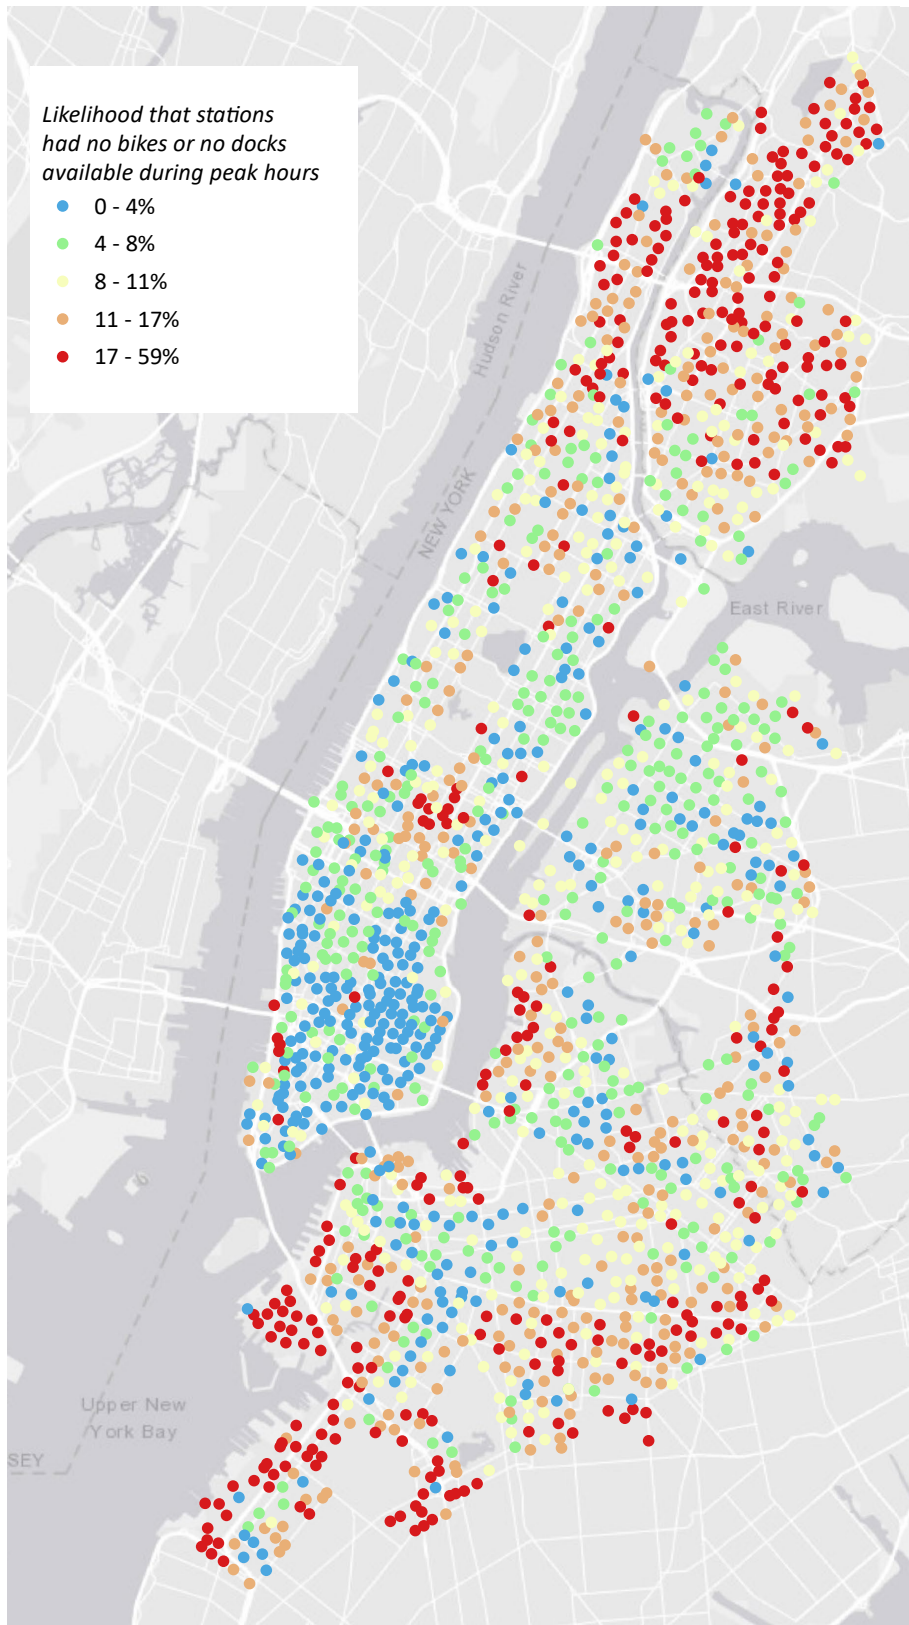 Likelihood that stations
had no bikes or no docks
available during peak hours
0 - 4%
4 - 8%
8 - 11%
11 - 17%
17 - 59%
Hudson River
NEW YORK
East River
Upper New
York Bay
SEY